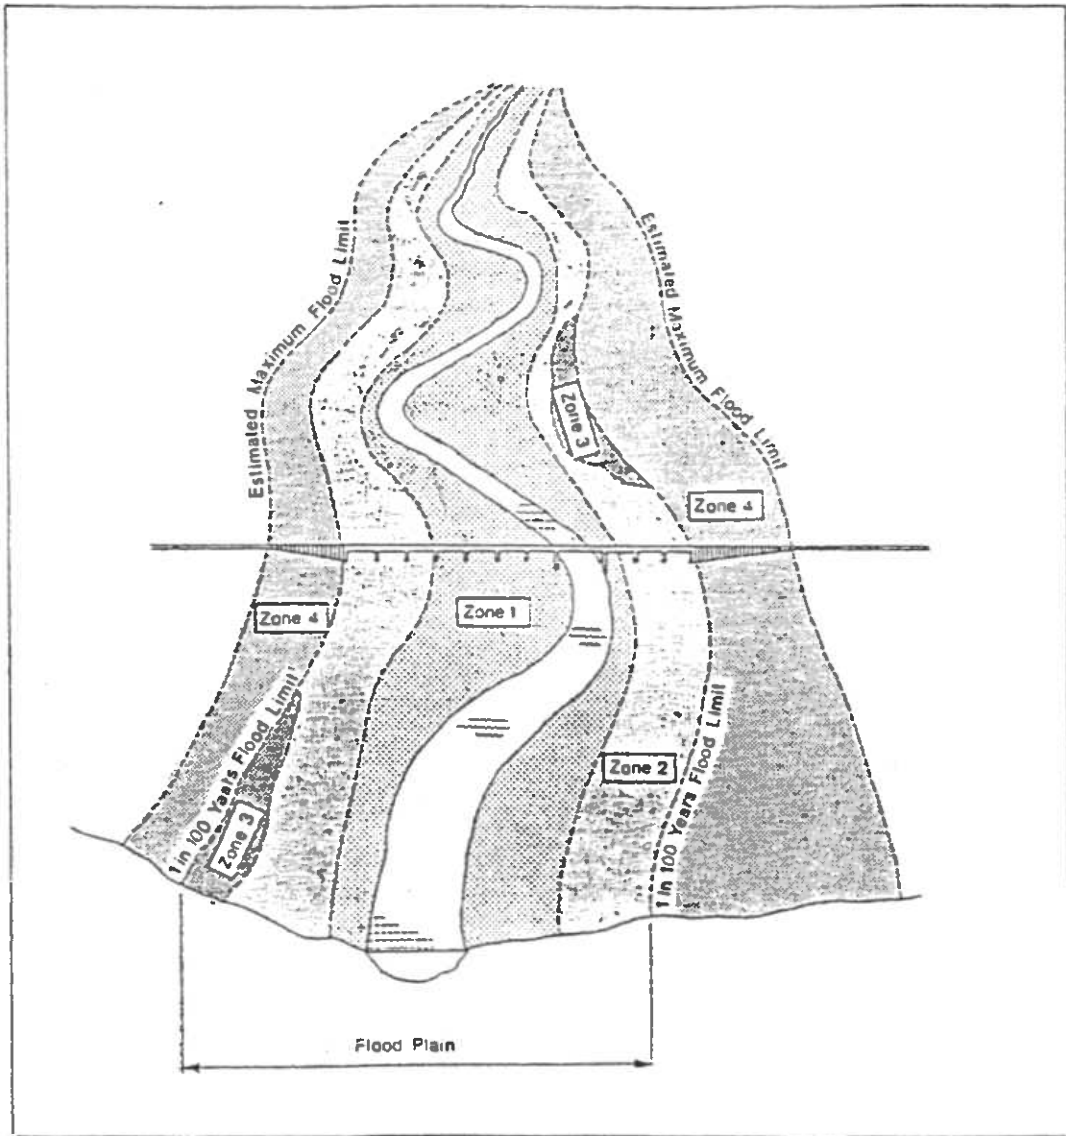 Estimated Maximum Flood Limit
Estimated Maximum Flood Limit
Zone 3
Zone 4
Zone 4
Zone 1
1 in 100 Years Flood Limit
Zone 3
Zone 2
1 in 100 Years Flood Limit
Flood Plain